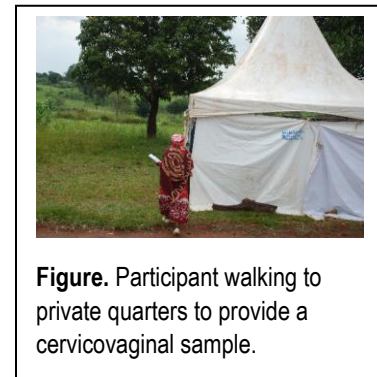 Figure. Participant walking to
private quarters to provide a
cervicovaginal sample.